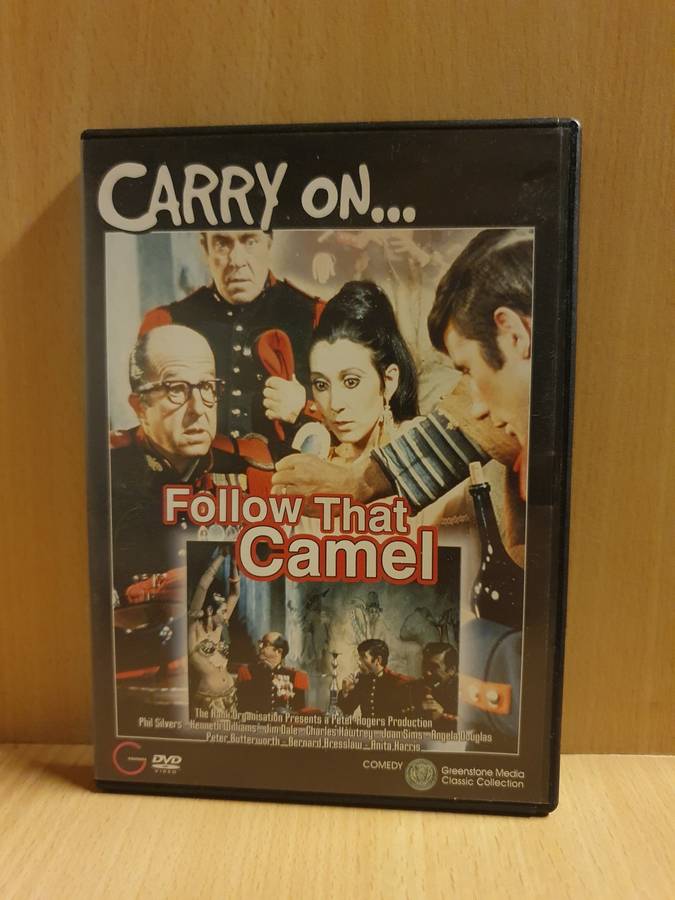 CARRY ON...
Follow That
Camel
The Rank Organisation Presents a Peter Rogers Production
Phil Silvers Kenneth Williams Jim Dale Charles Hawtrey Joan Sims Angela Douglas
Peter Butterworth Bernard Bresslaw Anita Harris
DVD
VIDEO
COMEDY
Greenstone Media
Classic Collection